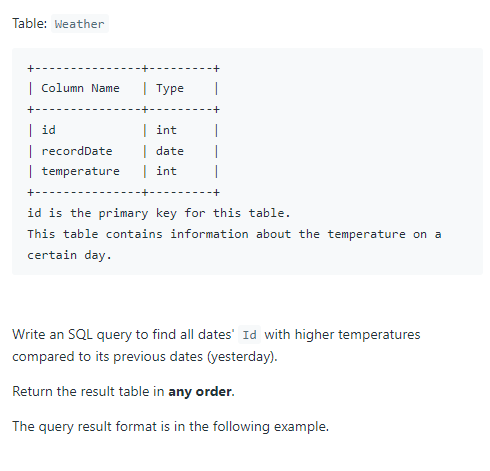 Table: Weather
+---------------+---------+
| Column Name   | Type    |
+---------------+---------+
| id            | int     |
| recordDate    | date    |
| temperature   | int     |
+---------------+---------+
id is the primary key for this table.
This table contains information about the temperature on a
certain day.
Write an SQL query to find all dates' Id with higher temperatures
compared to its previous dates (yesterday).
Return the result table in any order.
The query result format is in the following example.